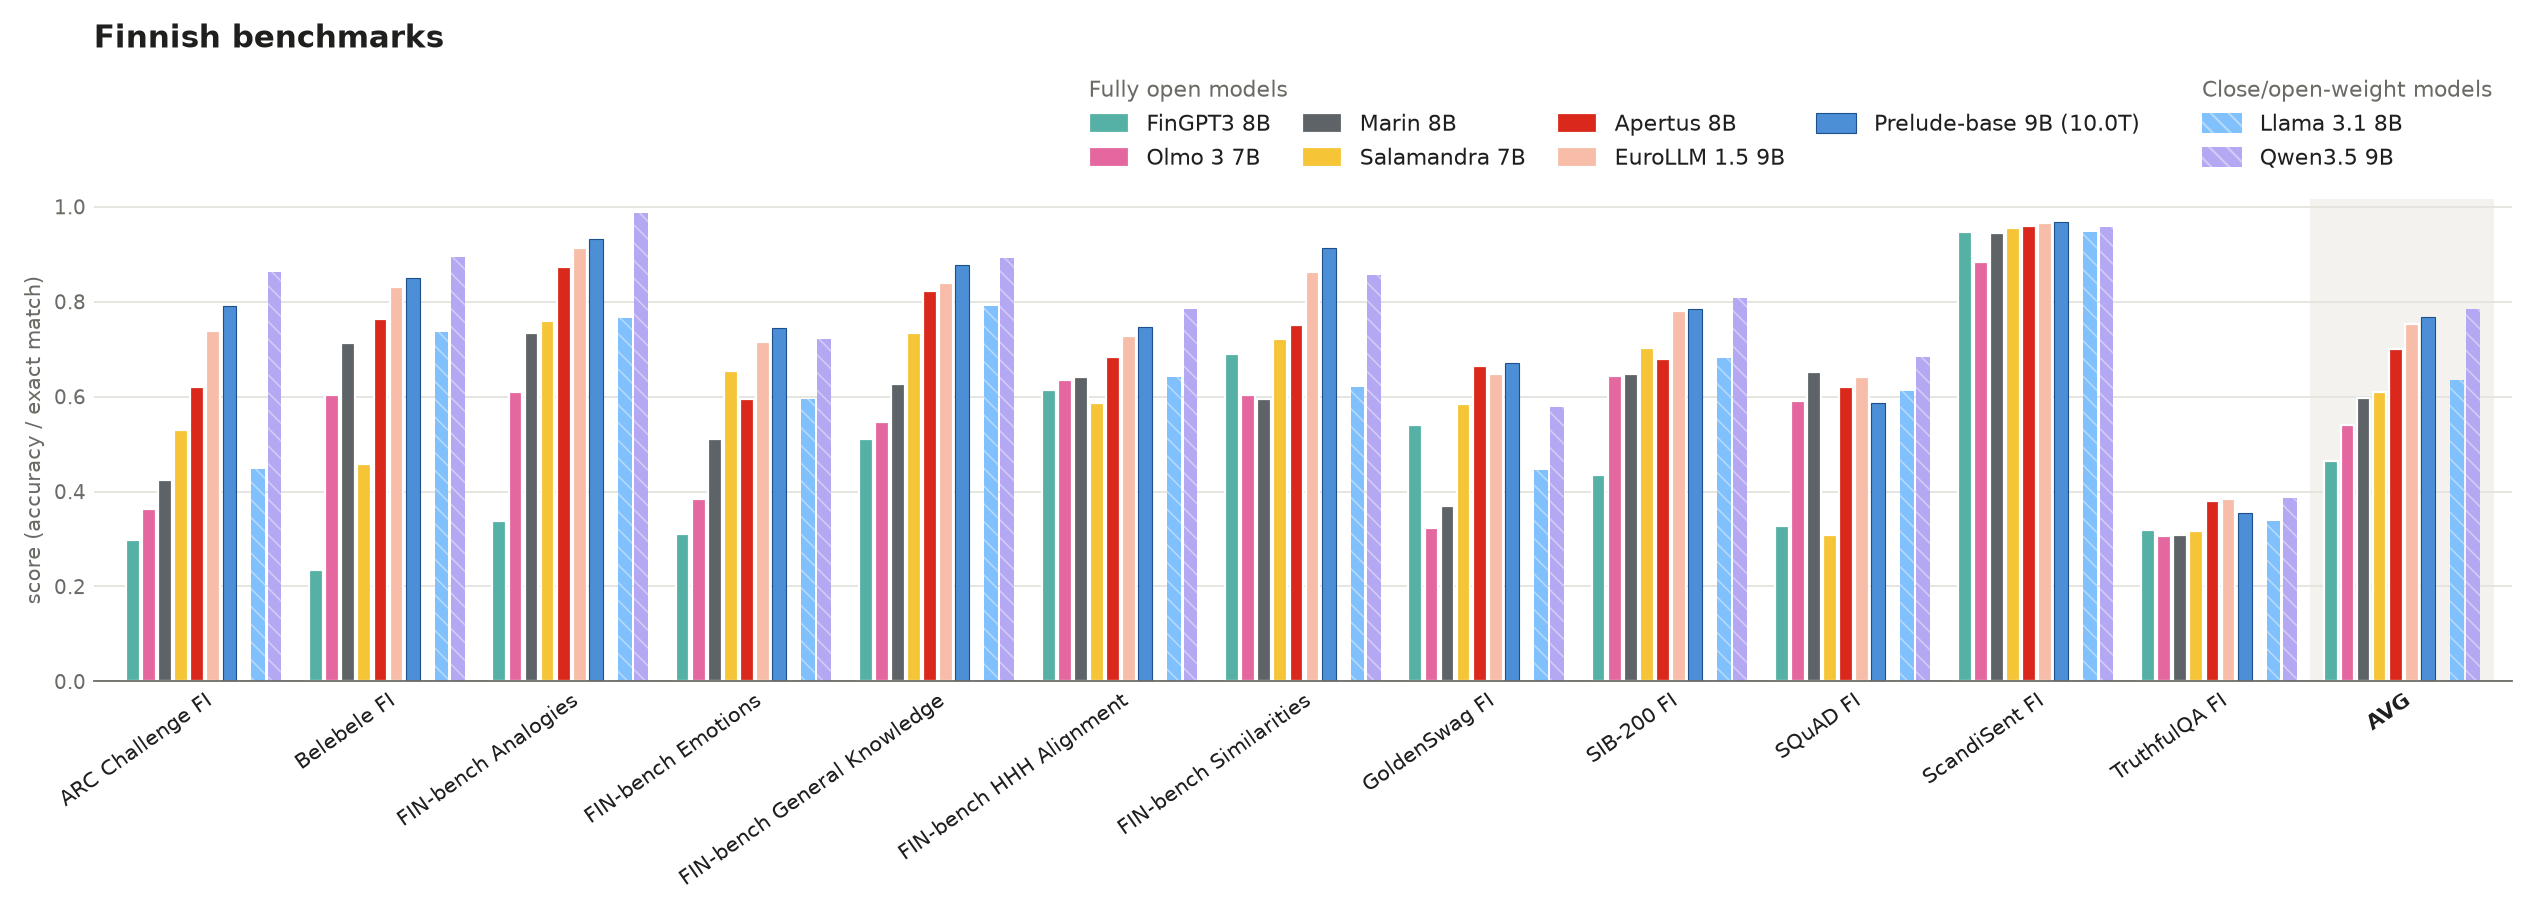 Finnish benchmarks
Fully open models
Close/open-weight models
FinGPT3 8B
Marin 8B
Apertus 8B
Prelude-base 9B (10.0T)
Llama 3.1 8B
Olmo 3 7B
Salamandra 7B
EuroLLM 1.5 9B
Qwen3.5 9B
score (accuracy / exact match)
1.0
0.8
0.6
0.4
0.2
0.0
ARC Challenge FI
Belebele FI
FIN-bench Analogies
FIN-bench Emotions
FIN-bench General Knowledge
FIN-bench HHH Alignment
FIN-bench Similarities
GoldenSwag FI
SIB-200 FI
SQuAD FI
ScandiSent FI
TruthfulQA FI
AVG